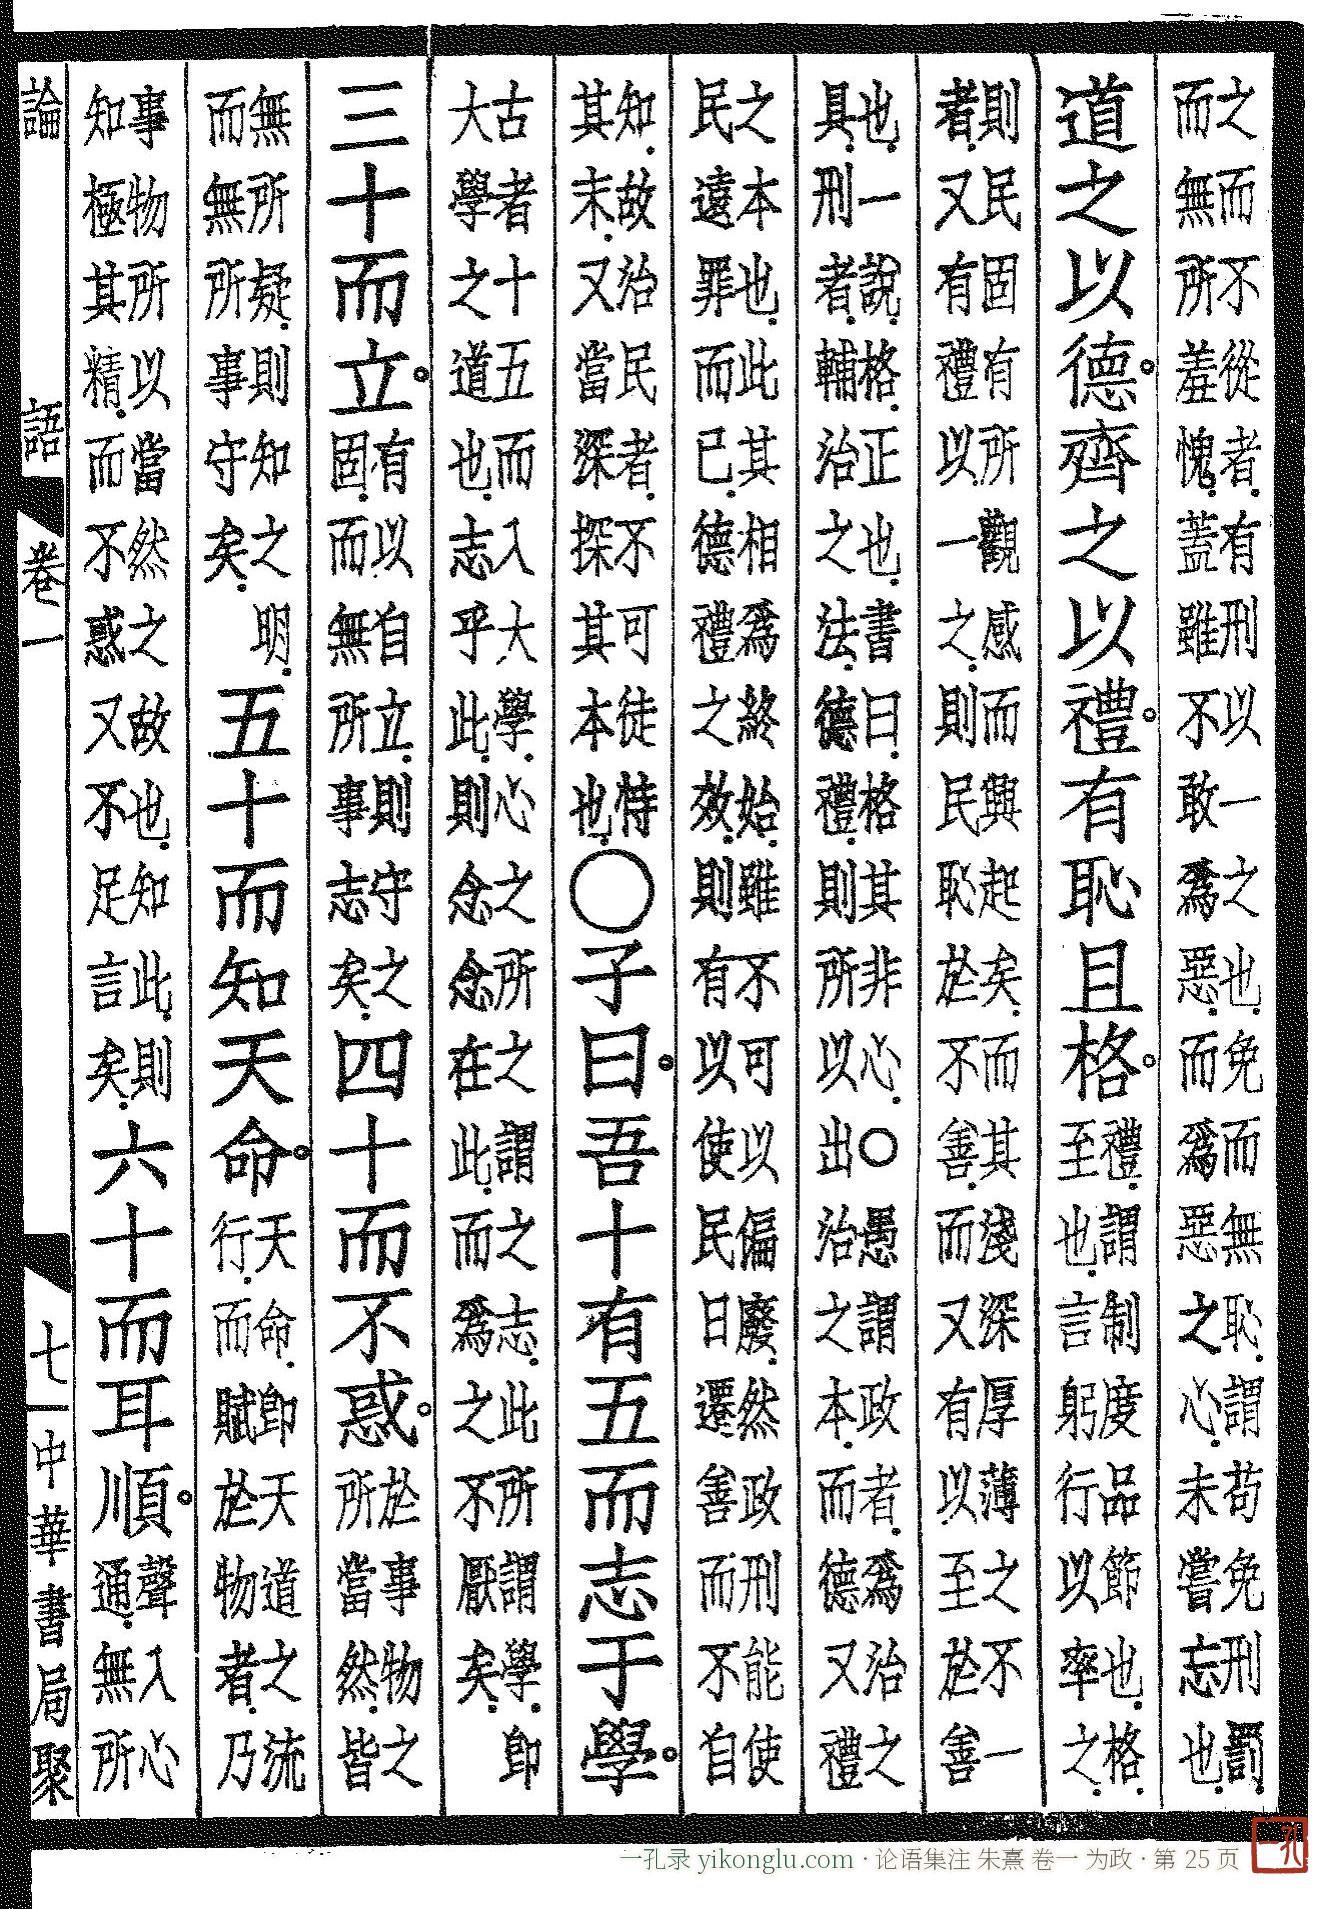 之而不從者有刑以一之也免而無恥謂苟免刑罰
而無所羞愧蓋雖不敢爲惡而爲惡之心未嘗忘也
道之以德齊之以禮有恥且格
禮謂制度品節也格
至也言躬行以率之
則民固有所觀感而興起矣而其淺深厚薄之不一
者又有禮以一之則民恥於不善而又有以至於善
也一說格正也書曰格其非心○愚謂政者爲治之
具刑者輔治之法德禮則所以出治之本而德又禮
之本也此其相爲終始雖不可以偏廢然政刑能使
民遠罪而已德禮之效則有以使民日遷善而不自
知故治民者不可徒恃
其末又當深探其本也
○子曰吾十有五而志于學
古者十五而入大學心之所之謂之志此所謂學即
大學之道也志乎此則念念在此而爲之不厭矣
三十而立
有以自立則守之
固而無所事志矣
四十而不惑
於事物之
所當然皆
無所疑則知之明
而無所事守矣
五十而知天命
天命即天道之流
行而賦於物者乃
事物所以當然之故也知此則
知極其精而不惑又不足言矣
六十而耳順
聲入心
通無所
論語 卷一 七 中華書局聚
一孔录 yikonglu.com · 论语集注 朱熹 卷一 为政 · 第 25 页
一孔